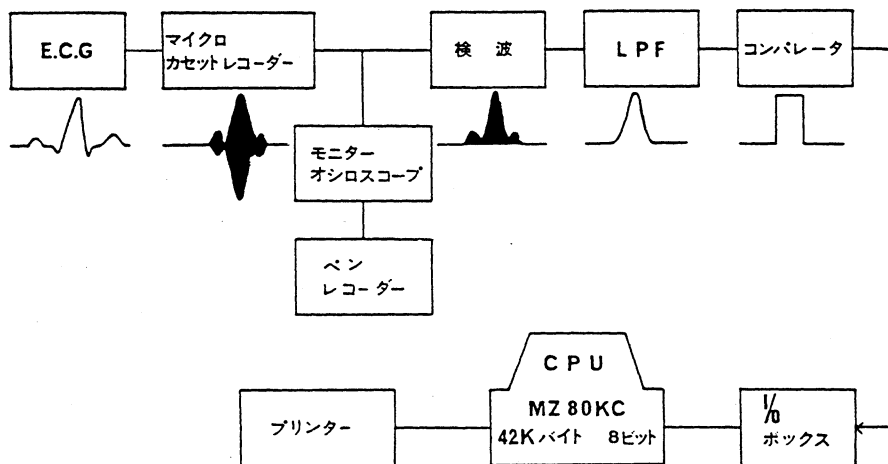 E.C.G
マイクロ
カセットレコーダー
検 波
LPF
コンパレータ
モニター
オシロスコープ
ペン
レコーダー
CPU
MZ 80KC
42Kバイト 8ビット
プリンター
I/O
ボックス